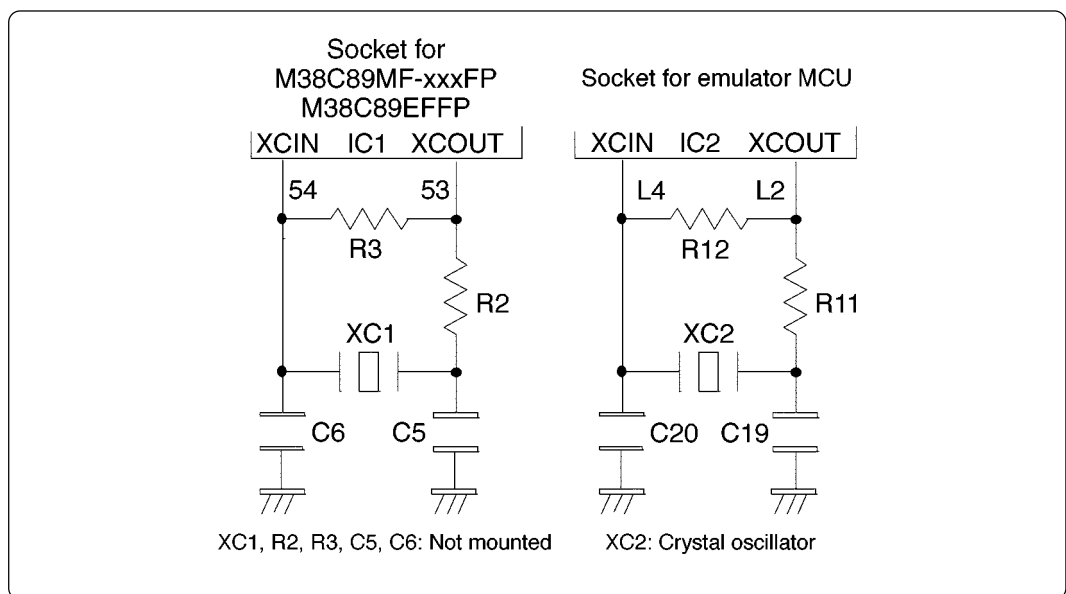 Socket for
M38C89MF-xxxFP
M38C89EFFP
XCIN IC1 XCOUT
54 53
R3
R2
XC1
C6 C5
XC1, R2, R3, C5, C6: Not mounted
Socket for emulator MCU
XCIN IC2 XCOUT
L4 L2
R12
R11
XC2
C20 C19
XC2: Crystal oscillator